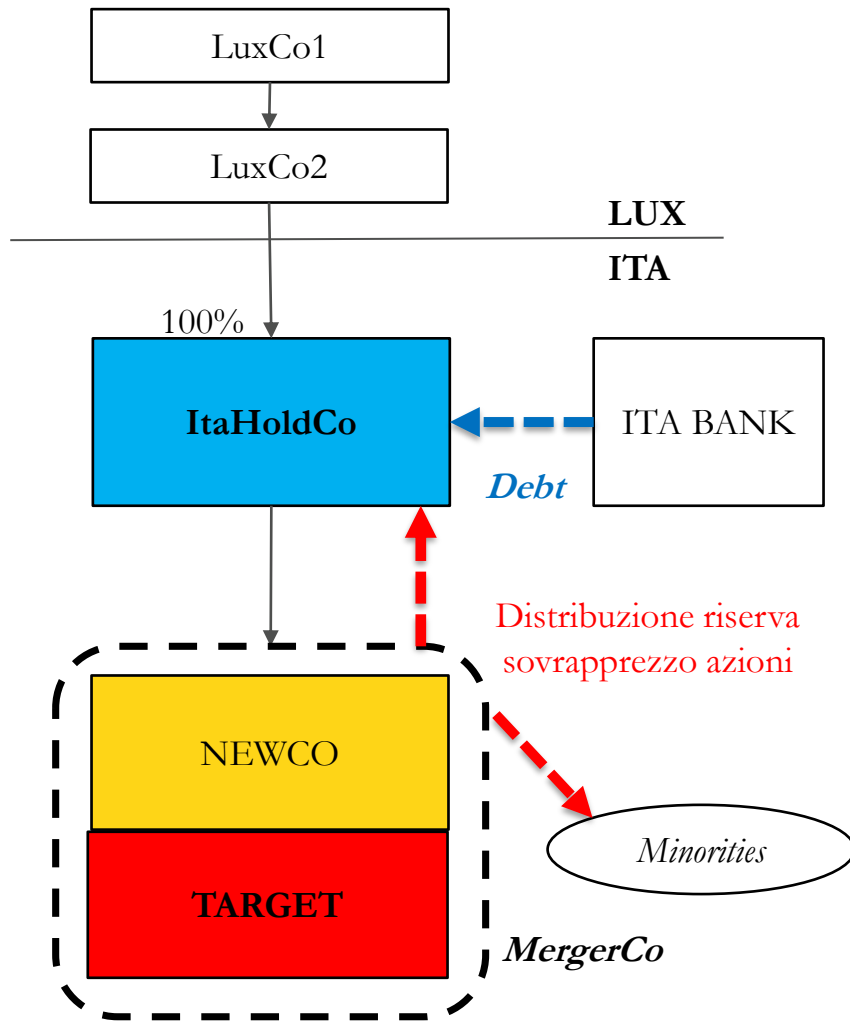 LuxCo1
LuxCo2
LUX
ITA
100%
ItaHoldCo
ITA BANK
Debt
Distribuzione riserva
sovrapprezzo azioni
NEWCO
Minorities
TARGET
MergerCo